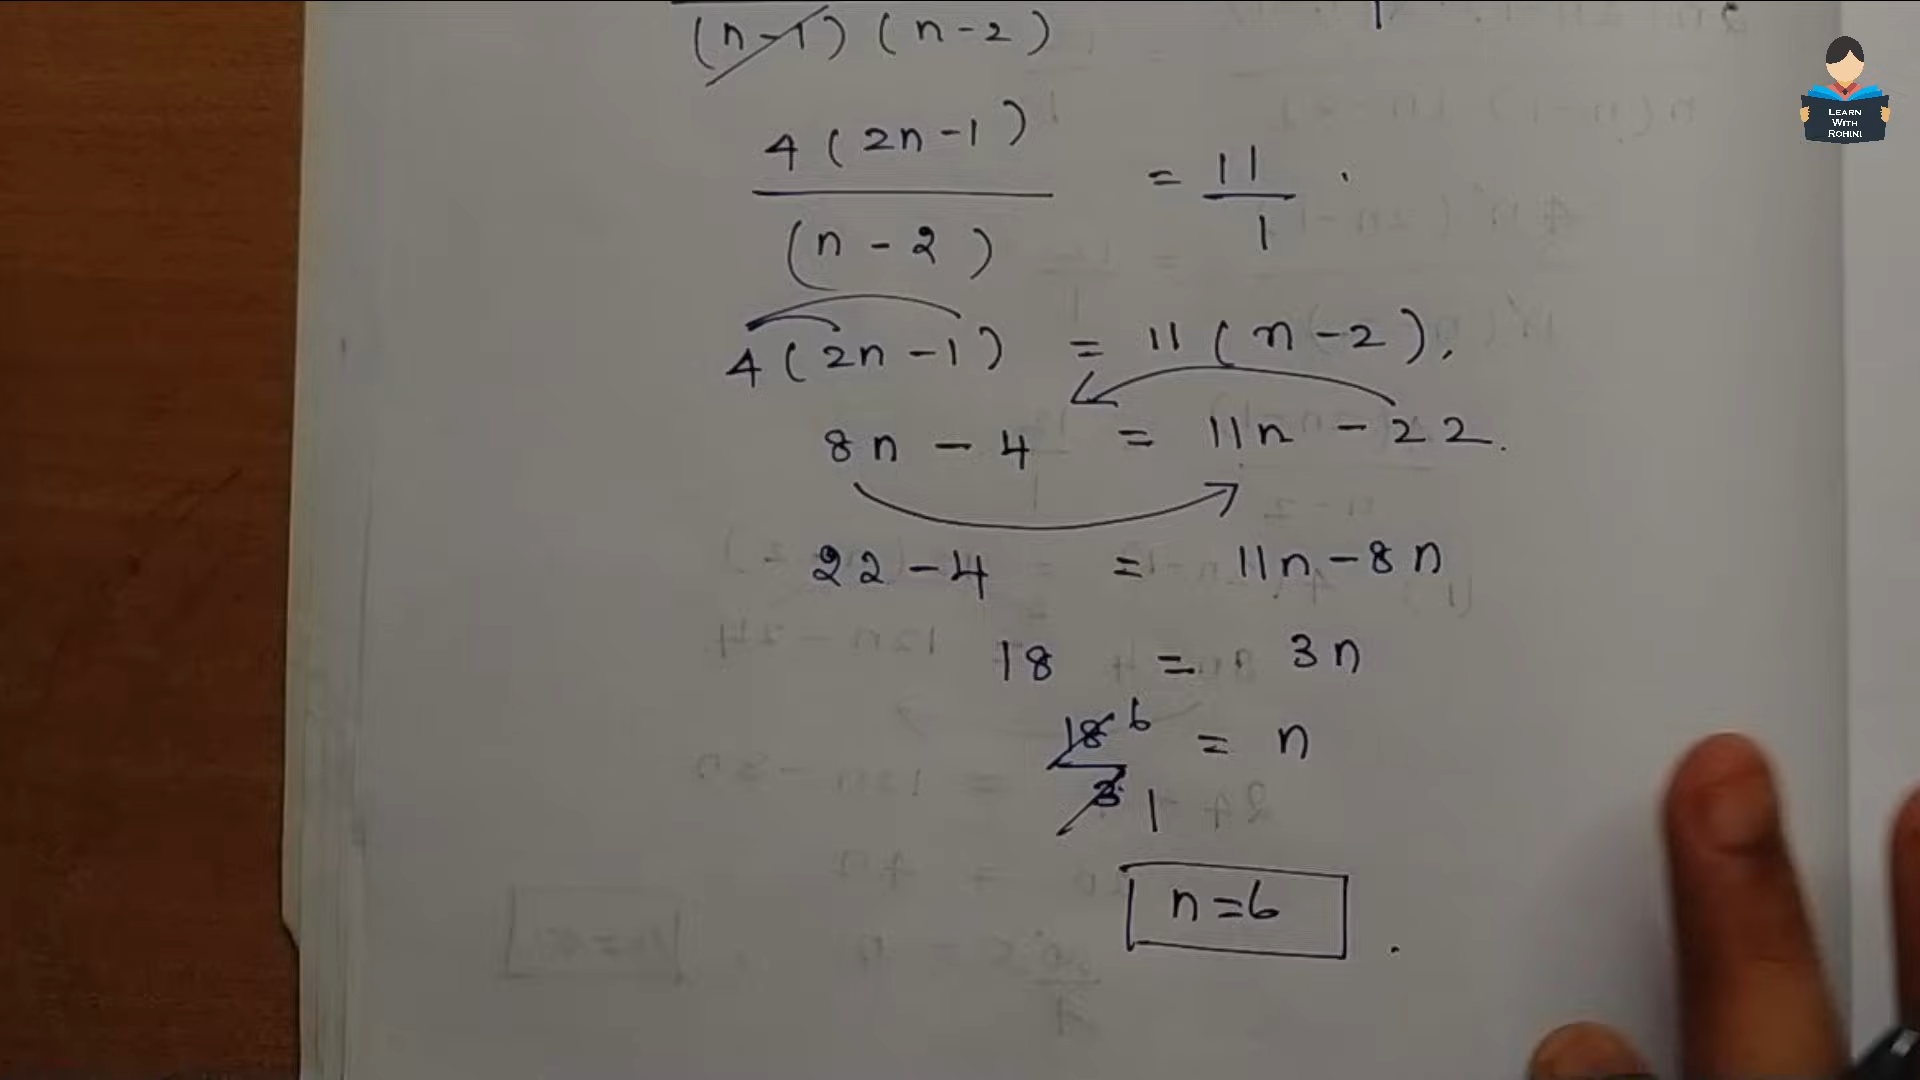 (n-1) (n-2)
4(2n-1) / (n-2) = 11/1 .
4(2n-1) = 11(n-2).
8n - 4 = 11n - 22.
22-4 = 11n-8n
18 = 3n
18/3 6/1 = n
n=6 .
LEARN
WITH
ROHINI